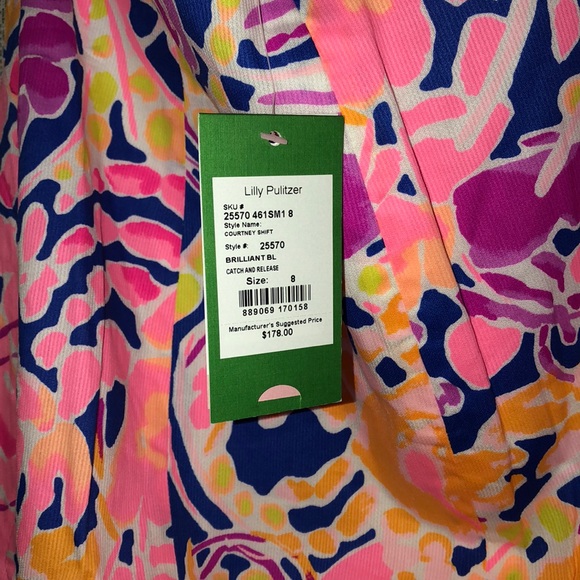 Lilly Pulitzer
SKU #
25570 461SM1 8
Style Name:
COURTNEY SHIFT
Style #: 25570
BRILLIANT BL
CATCH AND RELEASE
Size: 8
889069 170158
Manufacturer's Suggested Price
$178.00